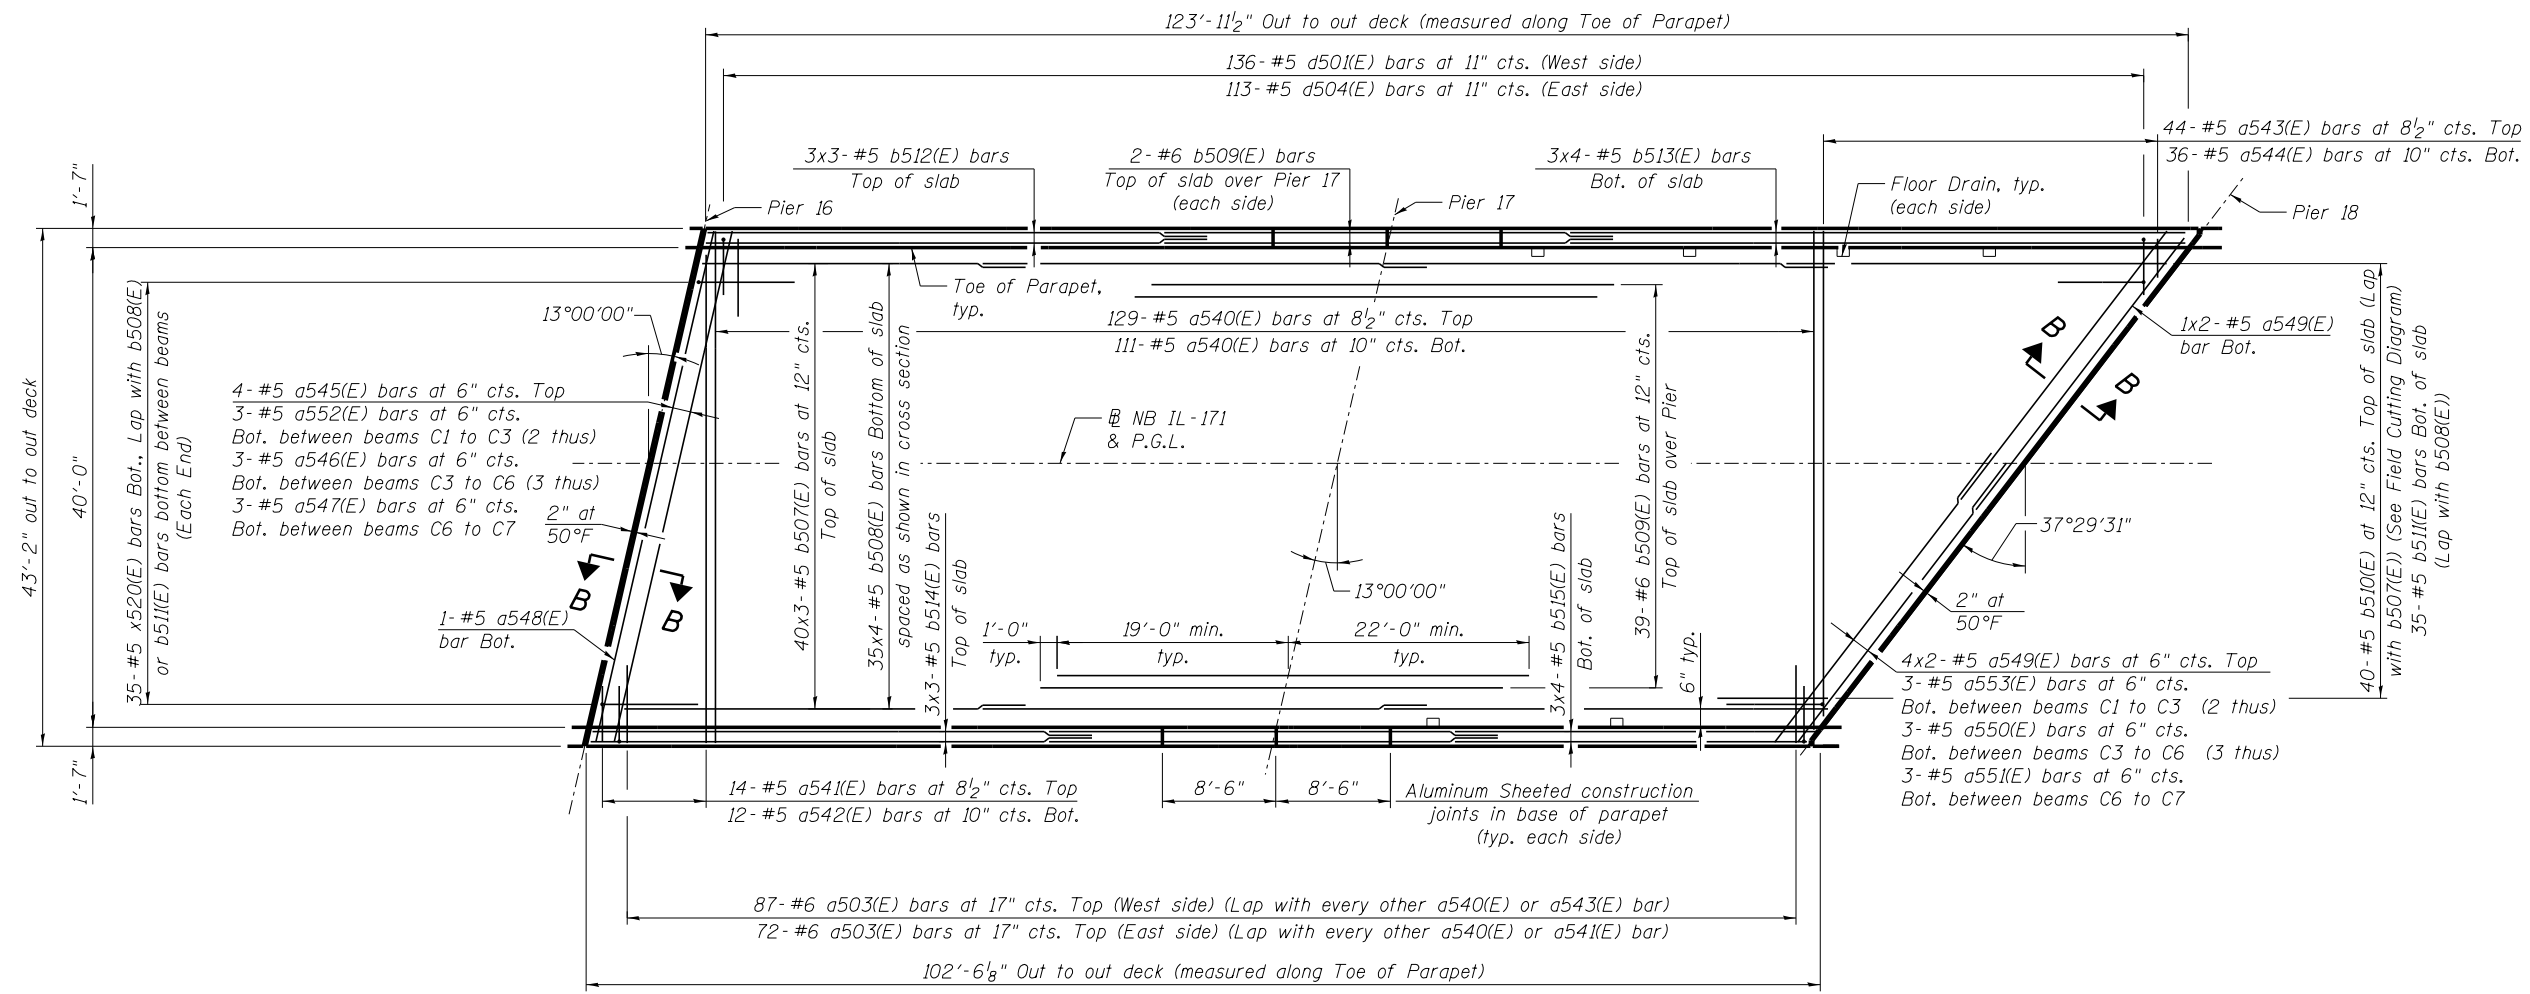 123'-11 1/2" Out to out deck (measured along Toe of Parapet)
136-#5 d501(E) bars at 11" cts. (West side)
113-#5 d504(E) bars at 11" cts. (East side)
44-#5 a543(E) bars at 8 1/2" cts. Top
36-#5 a544(E) bars at 10" cts. Bot.
3x3-#5 b512(E) bars
Top of slab
2-#6 b509(E) bars
Top of slab over Pier 17
(each side)
3x4-#5 b513(E) bars
Bot. of slab
Floor Drain, typ.
(each side)
Pier 16
Pier 17
Pier 18
1'-7"
43'-2" out to out deck
40'-0"
1'-7"
35-#5 x520(E) bars Bot., Lap with b508(E)
or b511(E) bars bottom between beams
(Each End)
13°00'00"
Toe of Parapet,
typ.
129-#5 a540(E) bars at 8 1/2" cts. Top
111-#5 a540(E) bars at 10" cts. Bot.
1x2-#5 a549(E)
bar Bot.
B
B
4-#5 a545(E) bars at 6" cts. Top
3-#5 a552(E) bars at 6" cts.
Bot. between beams C1 to C3 (2 thus)
3-#5 a546(E) bars at 6" cts.
Bot. between beams C3 to C6 (3 thus)
3-#5 a547(E) bars at 6" cts.
Bot. between beams C6 to C7
2" at
50°F
40x3-#5 b507(E) bars at 12" cts.
Top of slab
35x4-#5 b508(E) bars Bottom of slab
spaced as shown in cross section
3x3-#5 b514(E) bars
Top of slab
℄ NB IL-171
& P.G.L.
39-#6 b509(E) bars at 12" cts.
Top of slab over Pier
3x4-#5 b515(E) bars
Bot. of slab
6" typ.
37°29'31"
40-#5 b510(E) at 12" cts. Top of slab (Lap
with b507(E)) (See Field Cutting Diagram)
35-#5 b511(E) bars Bot. of slab
(Lap with b508(E))
B
B
1-#5 a548(E)
bar Bot.
13°00'00"
1'-0"
typ.
19'-0" min.
typ.
22'-0" min.
typ.
2" at
50°F
4x2-#5 a549(E) bars at 6" cts. Top
3-#5 a553(E) bars at 6" cts.
Bot. between beams C1 to C3 (2 thus)
3-#5 a550(E) bars at 6" cts.
Bot. between beams C3 to C6 (3 thus)
3-#5 a551(E) bars at 6" cts.
Bot. between beams C6 to C7
14-#5 a541(E) bars at 8 1/2" cts. Top
12-#5 a542(E) bars at 10" cts. Bot.
8'-6"
8'-6"
Aluminum Sheeted construction
joints in base of parapet
(typ. each side)
87-#6 a503(E) bars at 17" cts. Top (West side) (Lap with every other a540(E) or a543(E) bar)
72-#6 a503(E) bars at 17" cts. Top (East side) (Lap with every other a540(E) or a541(E) bar)
102'-6 1/8" Out to out deck (measured along Toe of Parapet)